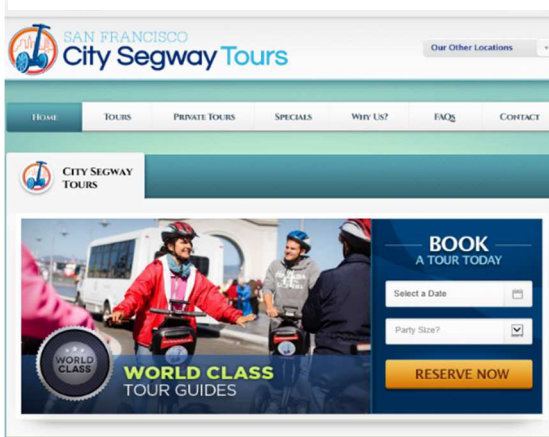 SAN FRANCISCO
City Segway Tours
Our Other Locations
HOME TOURS PRIVATE TOURS SPECIALS WHY US? FAQS CONTACT
CITY SEGWAY
TOURS
BOOK
A TOUR TODAY
Select a Date
Party Size?
RESERVE NOW
WORLD
CLASS
WORLD CLASS
TOUR GUIDES